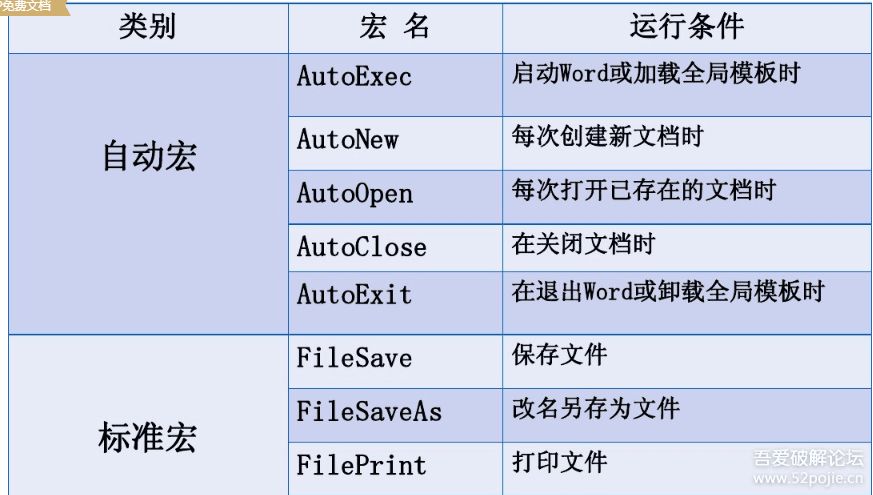 免费文档
类别 宏 名 运行条件
自动宏
AutoExec 启动Word或加载全局模板时
AutoNew 每次创建新文档时
AutoOpen 每次打开已存在的文档时
AutoClose 在关闭文档时
AutoExit 在退出Word或卸载全局模板时
标准宏
FileSave 保存文件
FileSaveAs 改名另存为文件
FilePrint 打印文件
吾爱破解论坛
www.52pojie.cn